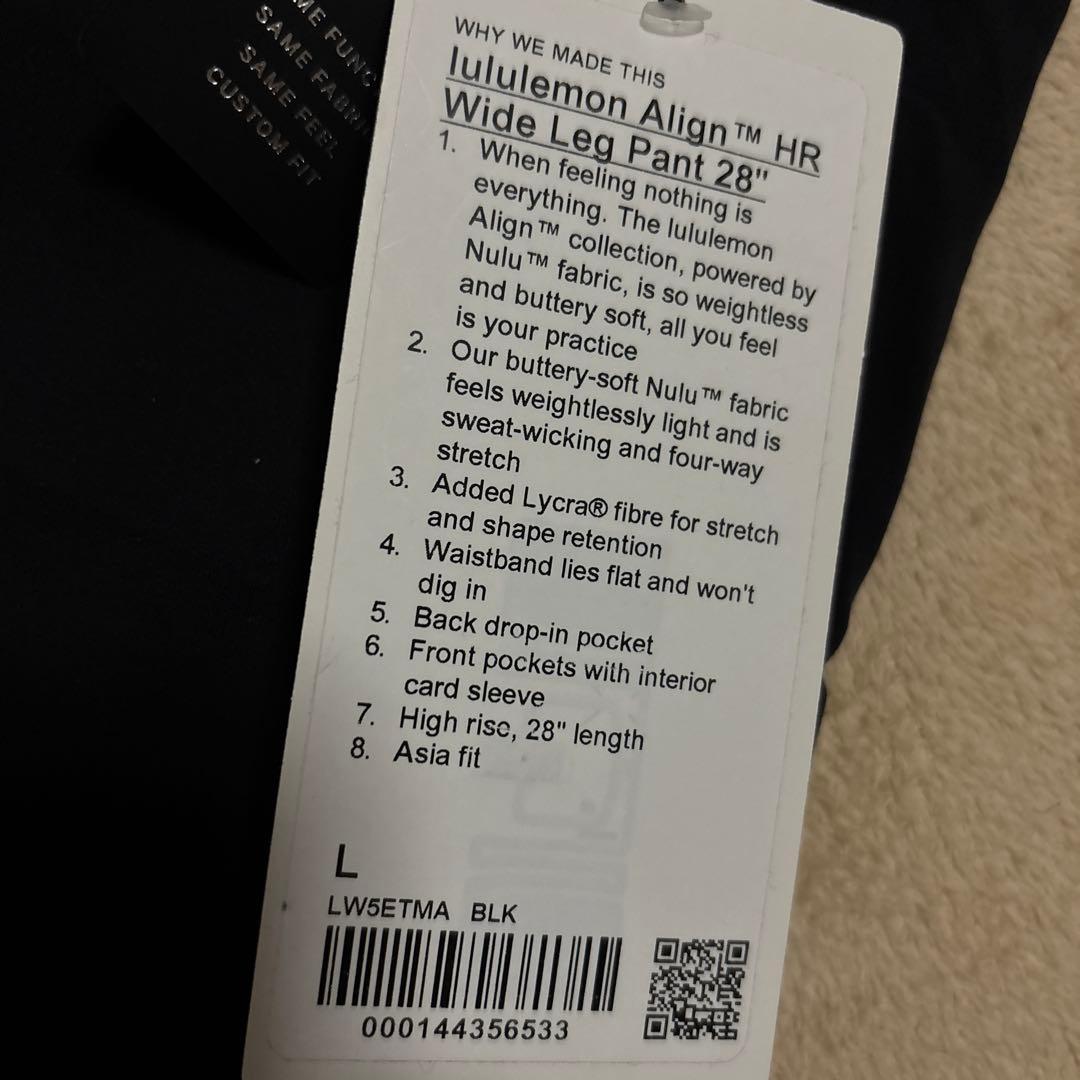 SAME
SAME FEEL
CUSTOM FIT
WHY WE MADE THIS
lululemon Align™ HR
Wide Leg Pant 28"
1. When feeling nothing is
everything. The lululemon
Align™ collection, powered by
Nulu™ fabric, is so weightless
and buttery soft, all you feel
is your practice
2. Our buttery-soft Nulu™ fabric
feels weightlessly light and is
sweat-wicking and four-way
stretch
3. Added Lycra® fibre for stretch
and shape retention
4. Waistband lies flat and won't
dig in
5. Back drop-in pocket
6. Front pockets with interior
card sleeve
7. High rise, 28" length
8. Asia fit
L
LW5ETMA BLK
000144356533